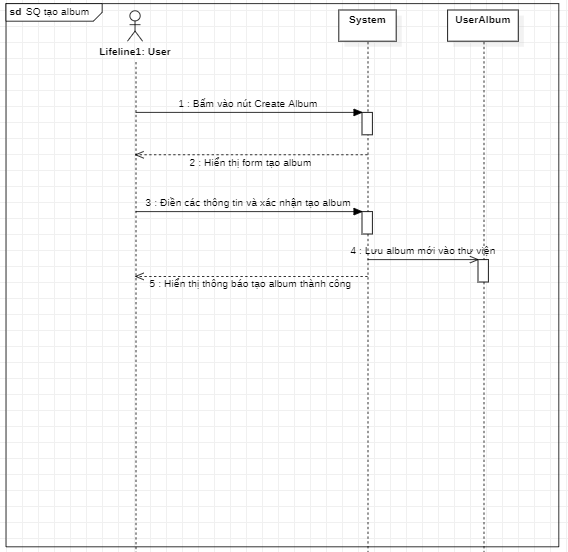 sd SQ tạo album
System
UserAlbum
Lifeline1: User
1 : Bấm vào nút Create Album
2 : Hiển thị form tạo album
3 : Điền các thông tin và xác nhận tạo album
4 : Lưu album mới vào thư viện
5 : Hiển thị thông báo tạo album thành công